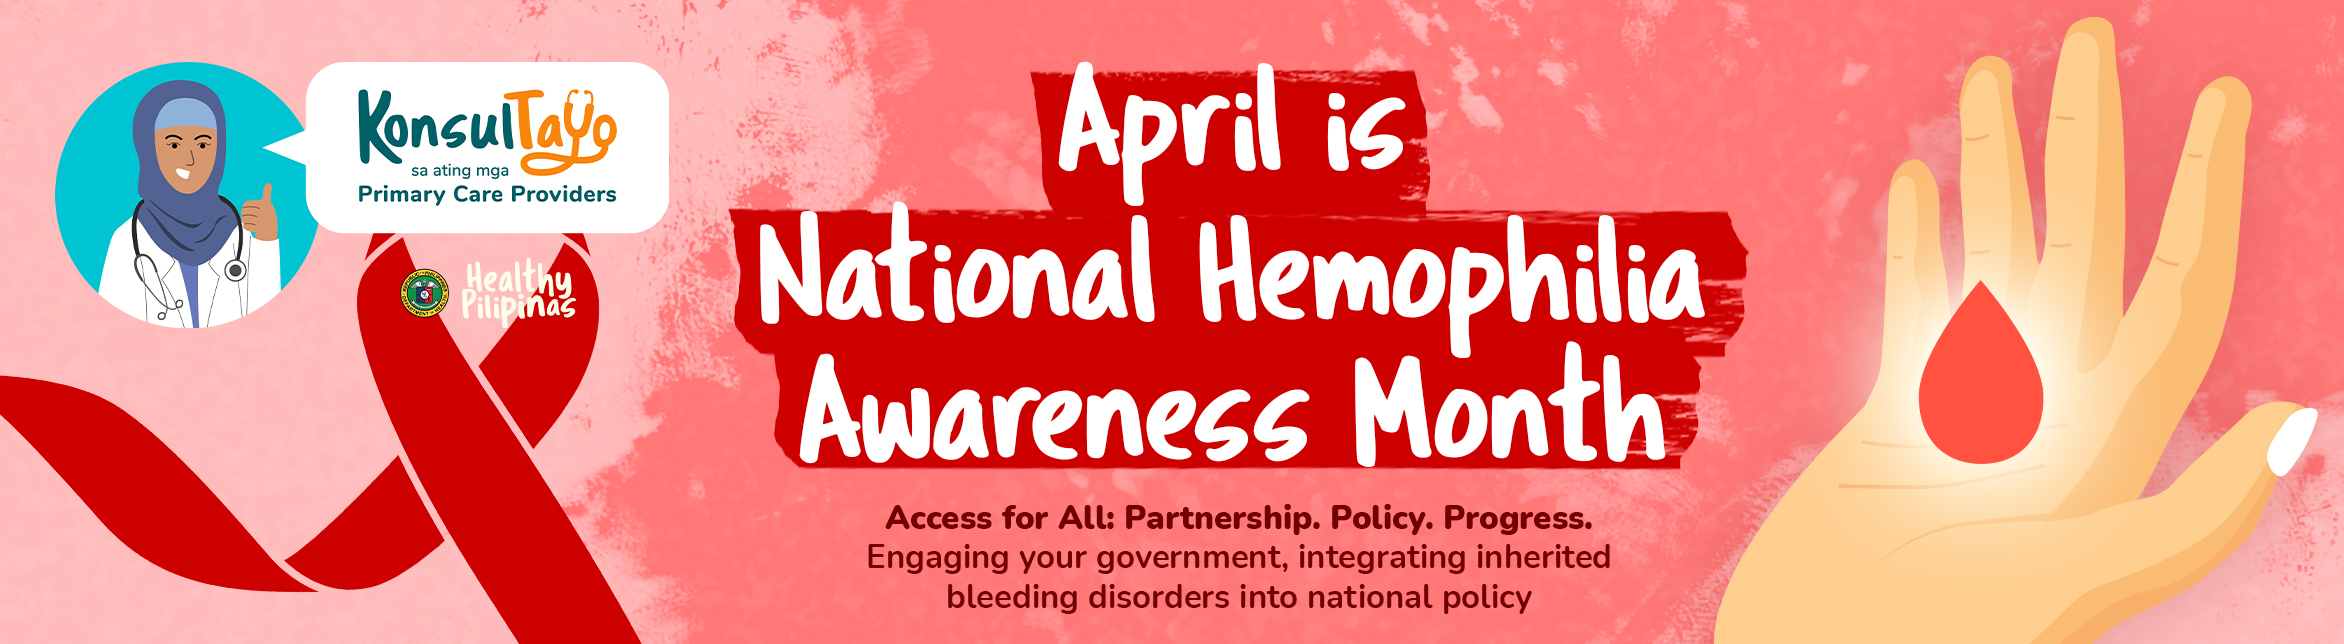 KonsulTayo
sa ating mga
Primary Care Providers
Healthy
Pilipinas
April is
National Hemophilia
Awareness Month
Access for All: Partnership. Policy. Progress.
Engaging your government, integrating inherited
bleeding disorders into national policy